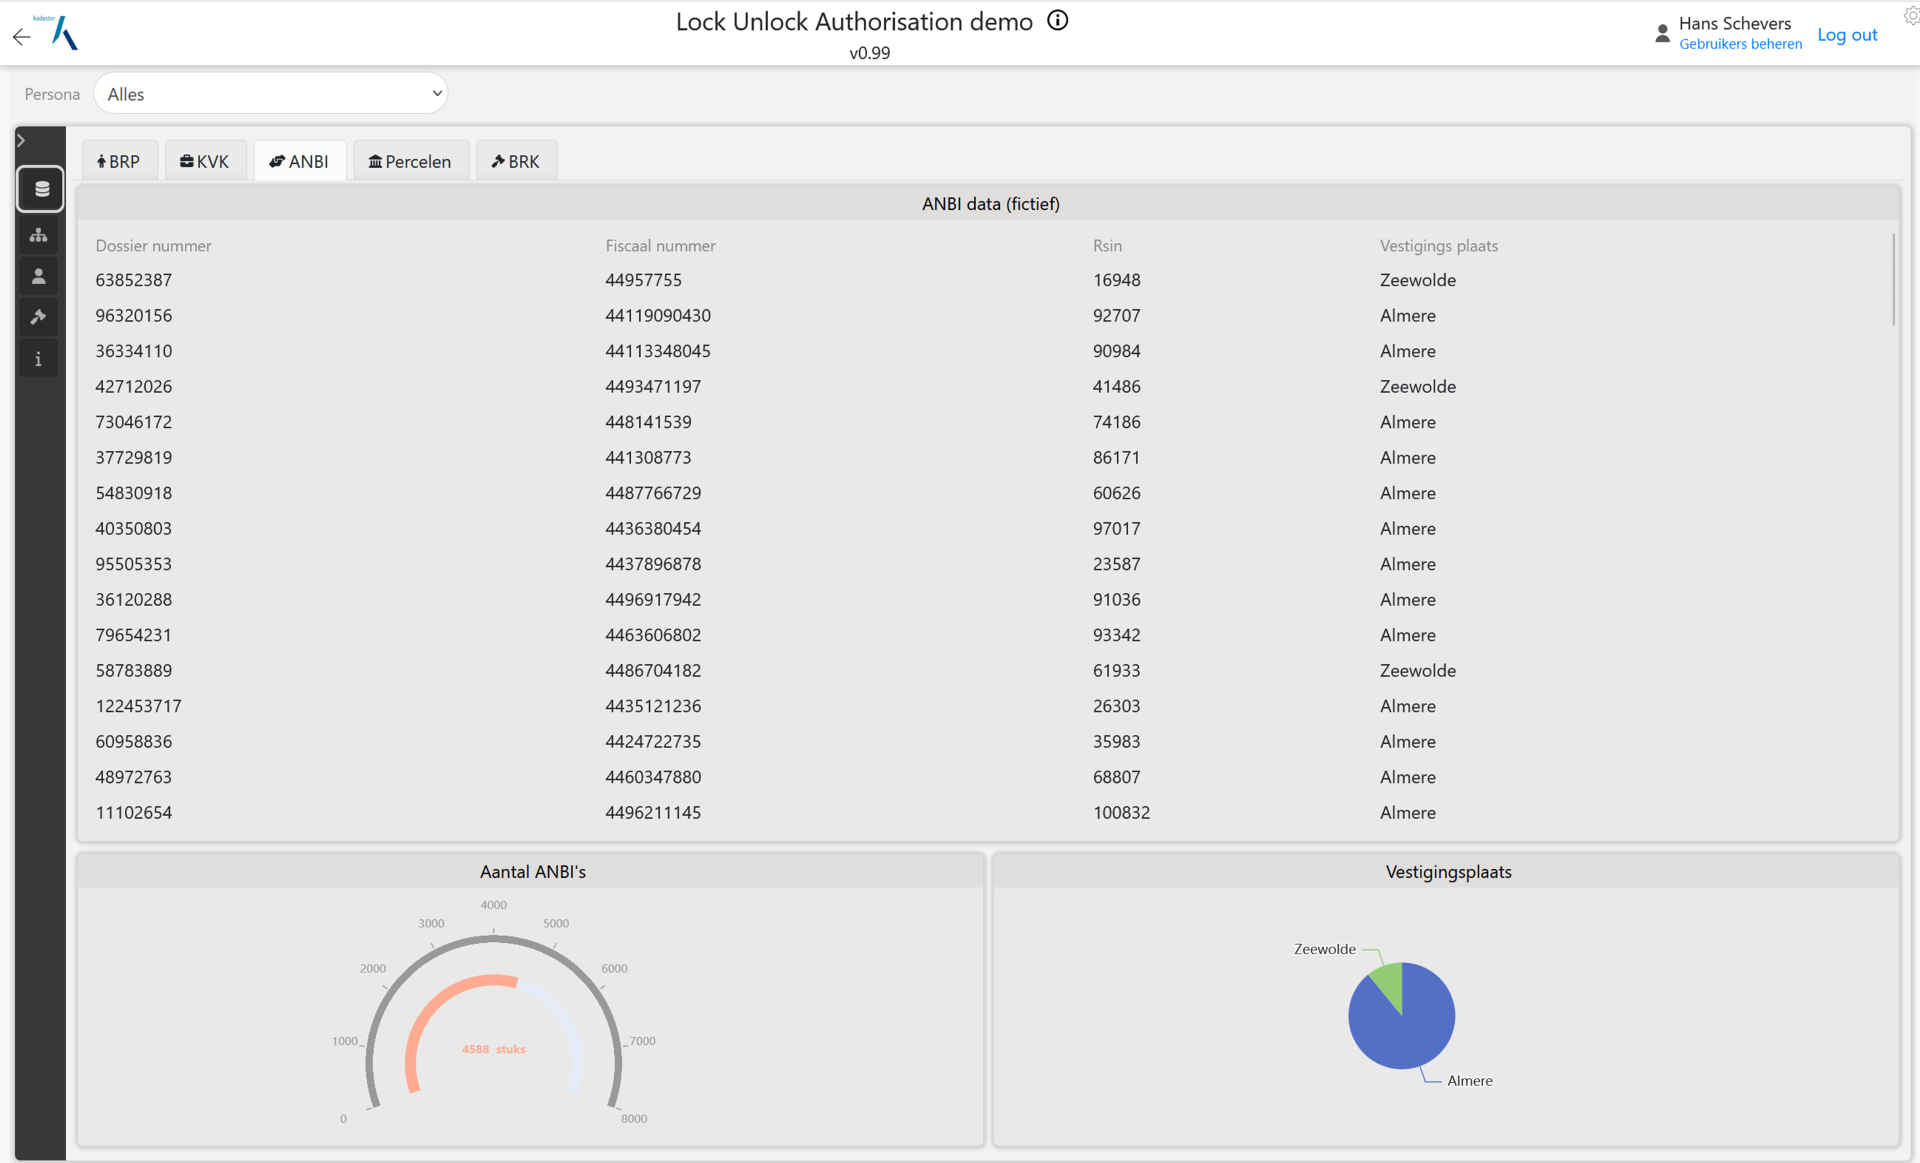 kadaster
Lock Unlock Authorisation demo
v0.99
Hans Schevers
Gebruikers beheren
Log out
Persona
Alles
BRP
KVK
ANBI
Percelen
BRK
ANBI data (fictief)
Dossier nummer Fiscaal nummer Rsin Vestigings plaats
63852387 44957755 16948 Zeewolde
96320156 44119090430 92707 Almere
36334110 44113348045 90984 Almere
42712026 4493471197 41486 Zeewolde
73046172 448141539 74186 Almere
37729819 441308773 86171 Almere
54830918 4487766729 60626 Almere
40350803 4436380454 97017 Almere
95505353 4437896878 23587 Almere
36120288 4496917942 91036 Almere
79654231 4463606802 93342 Almere
58783889 4486704182 61933 Zeewolde
122453717 4435121236 26303 Almere
60958836 4424722735 35983 Almere
48972763 4460347880 68807 Almere
11102654 4496211145 100832 Almere
Aantal ANBI's
0
1000
2000
3000
4000
5000
6000
7000
8000
4588 stuks
Vestigingsplaats
Zeewolde
Almere